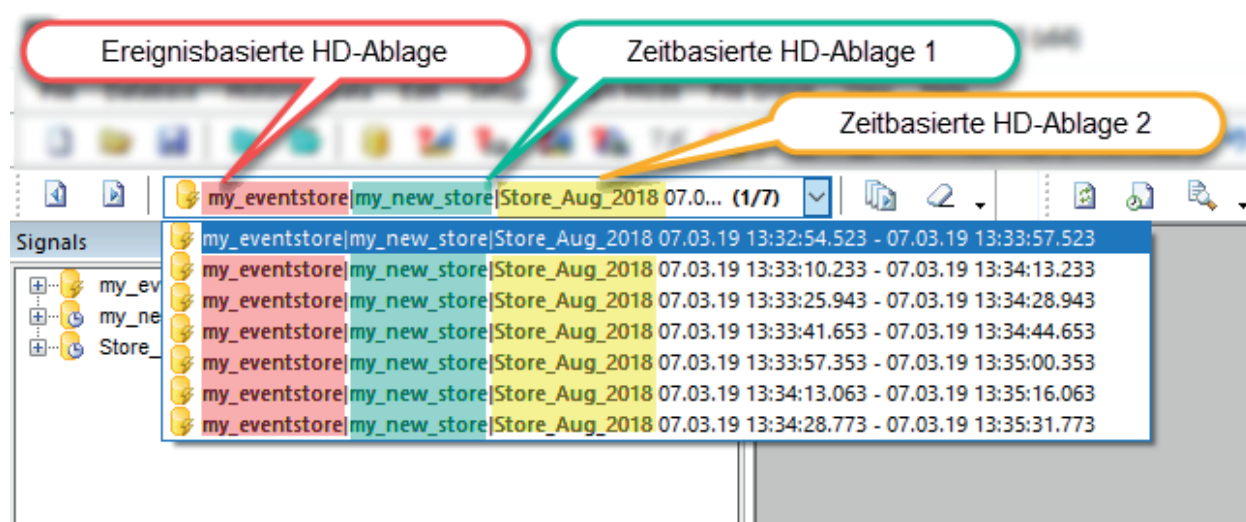 Ereignisbasierte HD-Ablage
Zeitbasierte HD-Ablage 1
Zeitbasierte HD-Ablage 2
my_eventstore|my_new_store|Store_Aug_2018 07.0... (1/7)
Signals
my_eventstore|my_new_store|Store_Aug_2018 07.03.19 13:32:54.523 - 07.03.19 13:33:57.523
my_eventstore|my_new_store|Store_Aug_2018 07.03.19 13:33:10.233 - 07.03.19 13:34:13.233
my_eventstore|my_new_store|Store_Aug_2018 07.03.19 13:33:25.943 - 07.03.19 13:34:28.943
my_eventstore|my_new_store|Store_Aug_2018 07.03.19 13:33:41.653 - 07.03.19 13:34:44.653
my_eventstore|my_new_store|Store_Aug_2018 07.03.19 13:33:57.353 - 07.03.19 13:35:00.353
my_eventstore|my_new_store|Store_Aug_2018 07.03.19 13:34:13.063 - 07.03.19 13:35:16.063
my_eventstore|my_new_store|Store_Aug_2018 07.03.19 13:34:28.773 - 07.03.19 13:35:31.773
my_ev
my_ne
Store_